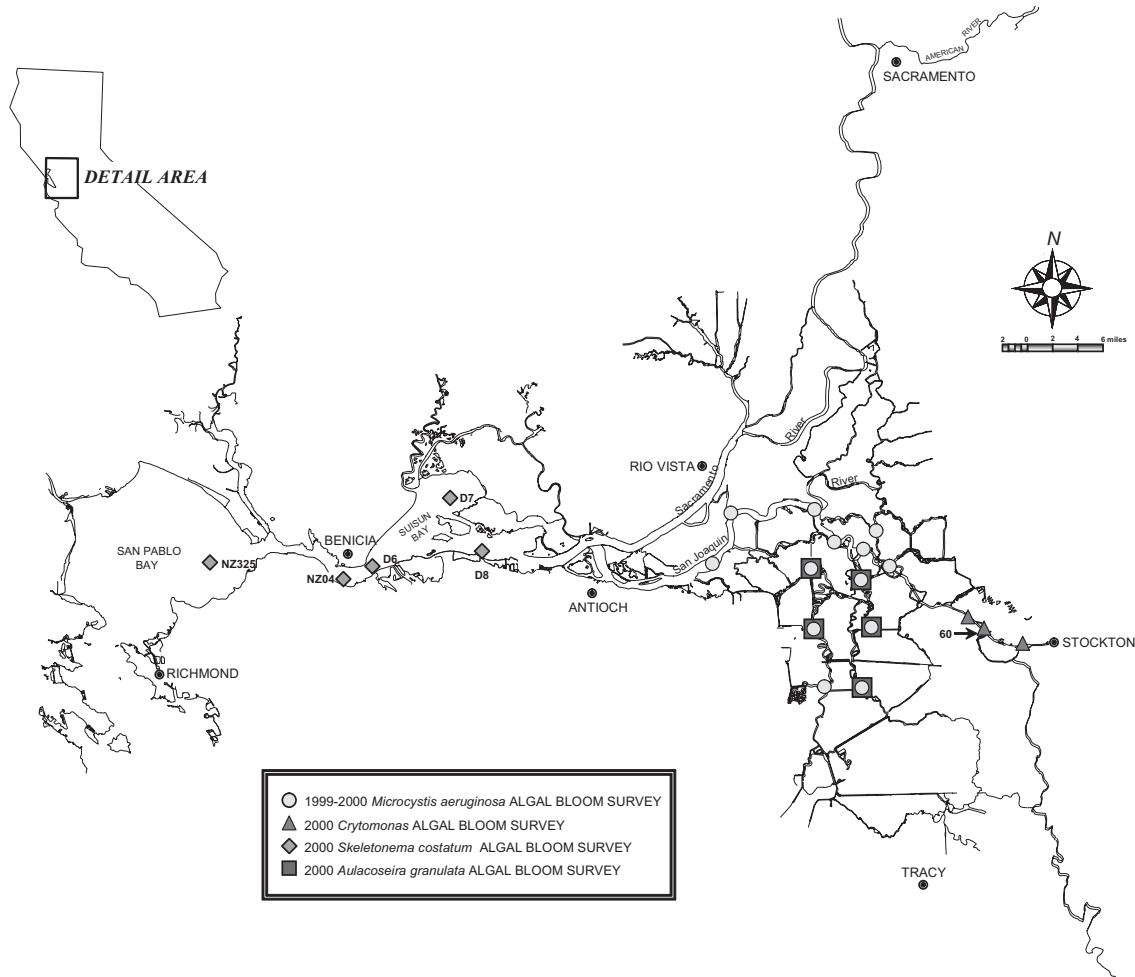 AMERICAN RIVER
SACRAMENTO
DETAIL AREA
N
2 0 2 4 6 miles
RIO VISTA
River
River
Sacramento
D7
SUISUN
BAY
BENICIA
SAN PABLO
BAY
NZ325
NZ04
D6
D8
San Joaquin
ANTIOCH
60
STOCKTON
RICHMOND
1999-2000 Microcystis aeruginosa ALGAL BLOOM SURVEY
2000 Crytomonas ALGAL BLOOM SURVEY
2000 Skeletonema costatum ALGAL BLOOM SURVEY
2000 Aulacoseira granulata ALGAL BLOOM SURVEY
TRACY